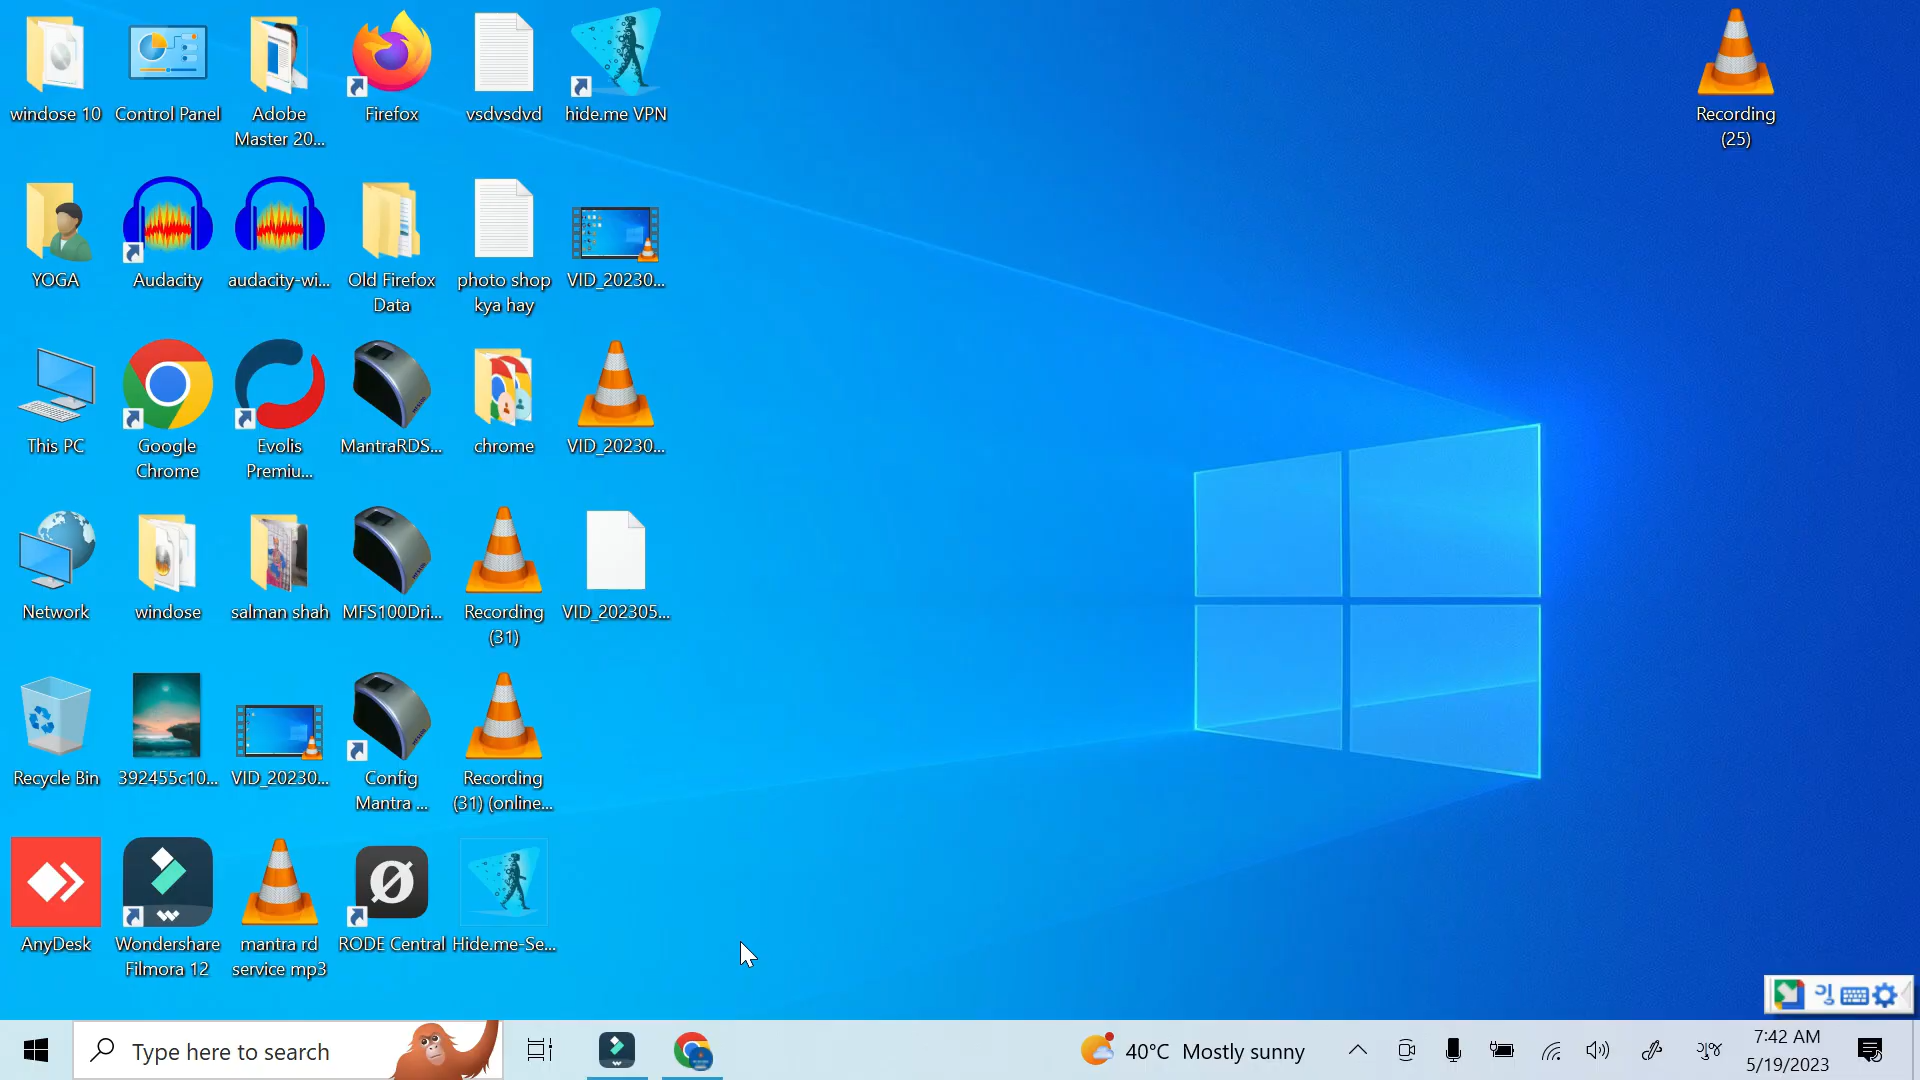 windose 10
Control Panel
Adobe
Master 20...
Firefox
vsdvsdvd
hide.me VPN
Recording
(25)
YOGA
Audacity
audacity-wi...
Old Firefox
Data
photo shop
kya hay
VID_20230...
This PC
Google
Chrome
Evolis
Premiu...
MantraRDS...
chrome
VID_20230...
Network
windose
salman shah
MFS100Dri...
Recording
(31)
VID_202305...
Recycle Bin
392455c10...
VID_20230...
Config
Mantra ...
Recording
(31) (online...
AnyDesk
Wondershare
Filmora 12
mantra rd
service mp3
RODE Central
Hide.me-Se...
Type here to search
40°C Mostly sunny
7:42 AM
5/19/2023